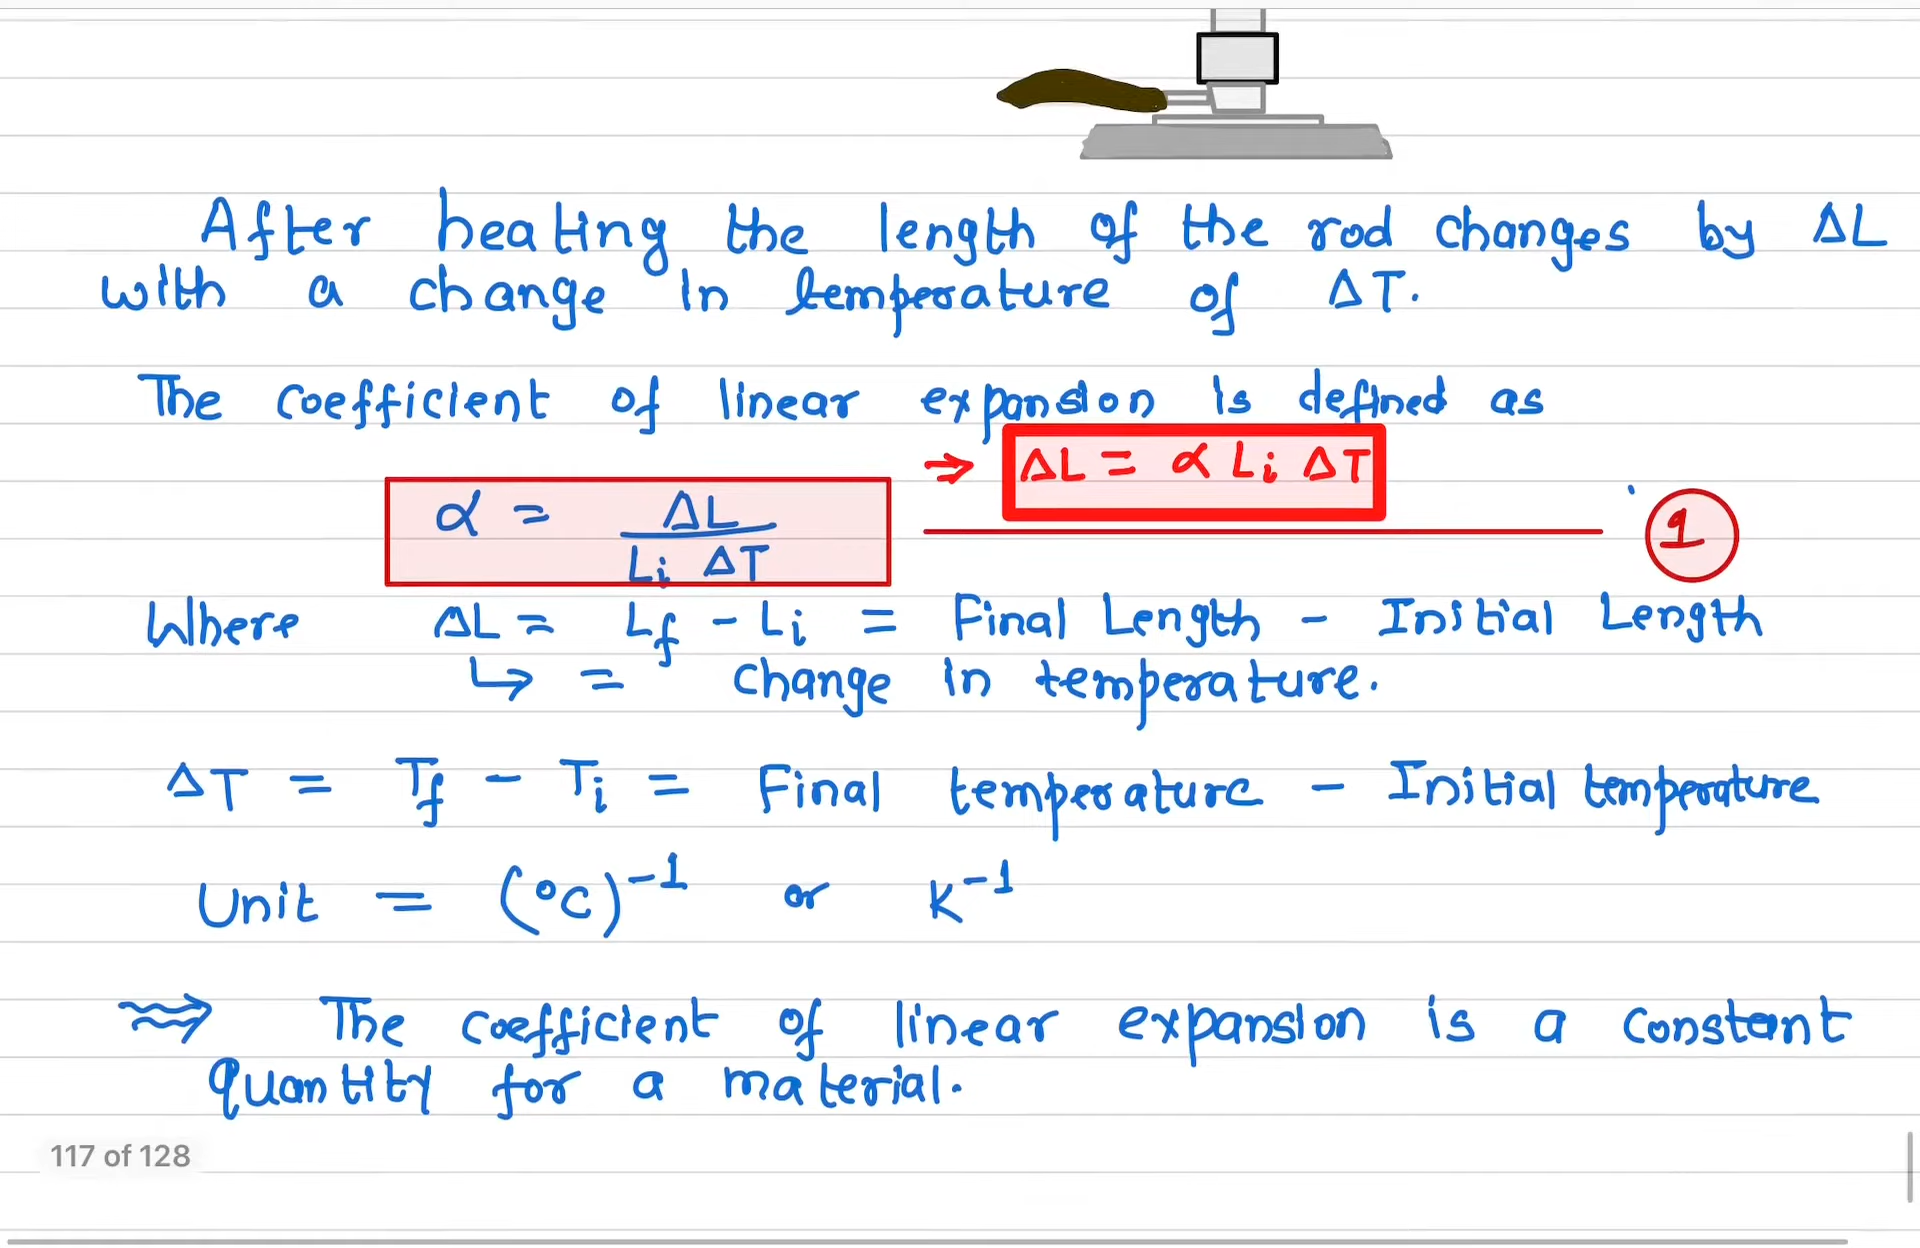 After heating the length of the rod changes by ΔL
with a change in temperature of ΔT.
The coefficient of linear expansion is defined as
⇒ ΔL = α Li ΔT
α = ΔL / Li ΔT
1
Where ΔL = Lf - Li = Final Length - Initial Length
↳ = change in temperature.
ΔT = Tf - Ti = Final temperature - Initial temperature
Unit = (°C)⁻¹ or K⁻¹
⇒ The coefficient of linear expansion is a constant
quantity for a material.
117 of 128